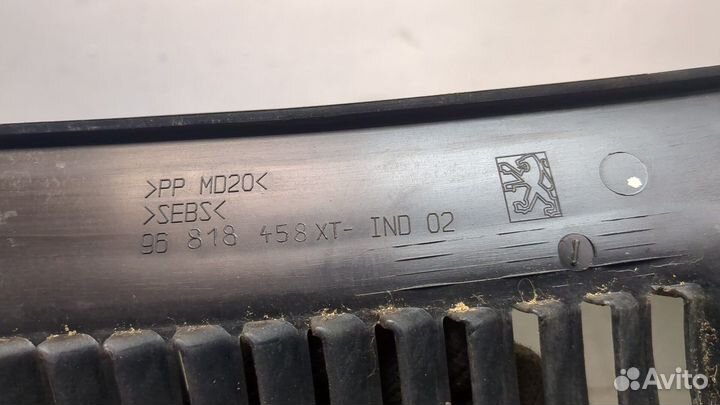 >PP MD20<
>SEBS<
96 818 458 XT- IND 02
Avito